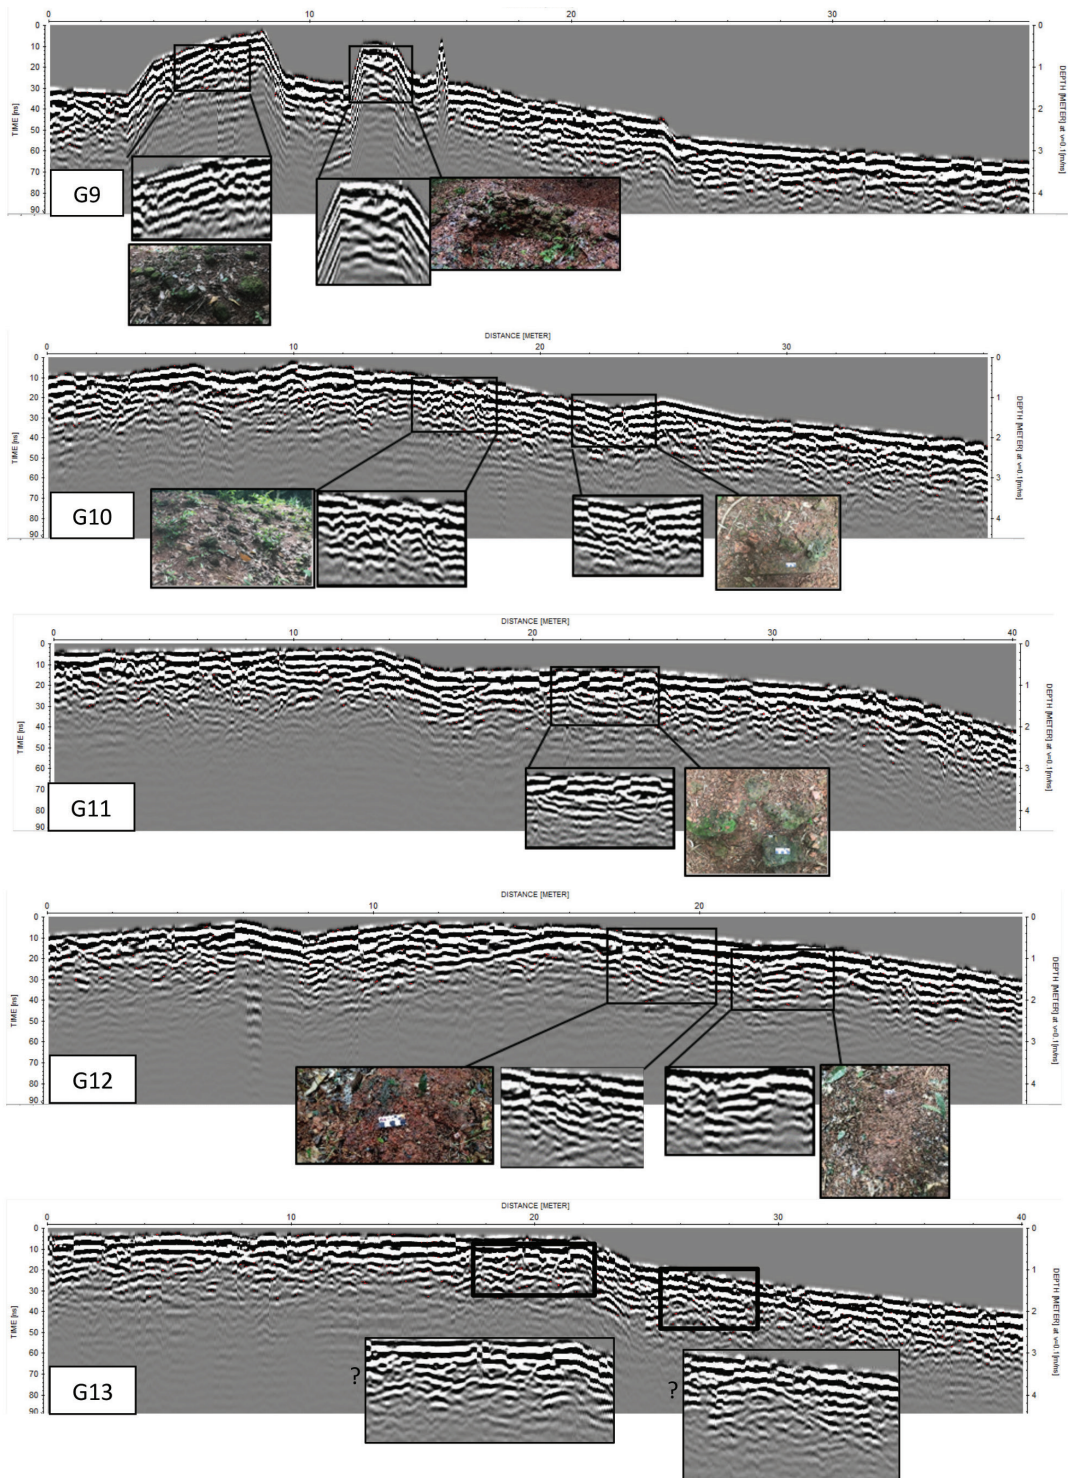 0 10 20 30
0 10 20 30 40 50 60 70 80 90
TIME [ns]
0 1 2 3 4
DEPTH [METER] at v=0.1[m/ns]
G9
DISTANCE [METER]
0 10 20 30
0 10 20 30 40 50 60 70 80 90
TIME [ns]
0 1 2 3 4
DEPTH [METER] at v=0.1[m/ns]
G10
DISTANCE [METER]
0 10 20 30 40
0 10 20 30 40 50 60 70 80 90
TIME [ns]
0 1 2 3 4
DEPTH [METER] at v=0.1[m/ns]
G11
DISTANCE [METER]
0 10 20
0 10 20 30 40 50 60 70 80 90
TIME [ns]
0 1 2 3 4
DEPTH [METER] at v=0.1[m/ns]
G12
DISTANCE [METER]
0 10 20 30 40
0 10 20 30 40 50 60 70 80 90
TIME [ns]
0 1 2 3 4
DEPTH [METER] at v=0.1[m/ns]
G13
?
?